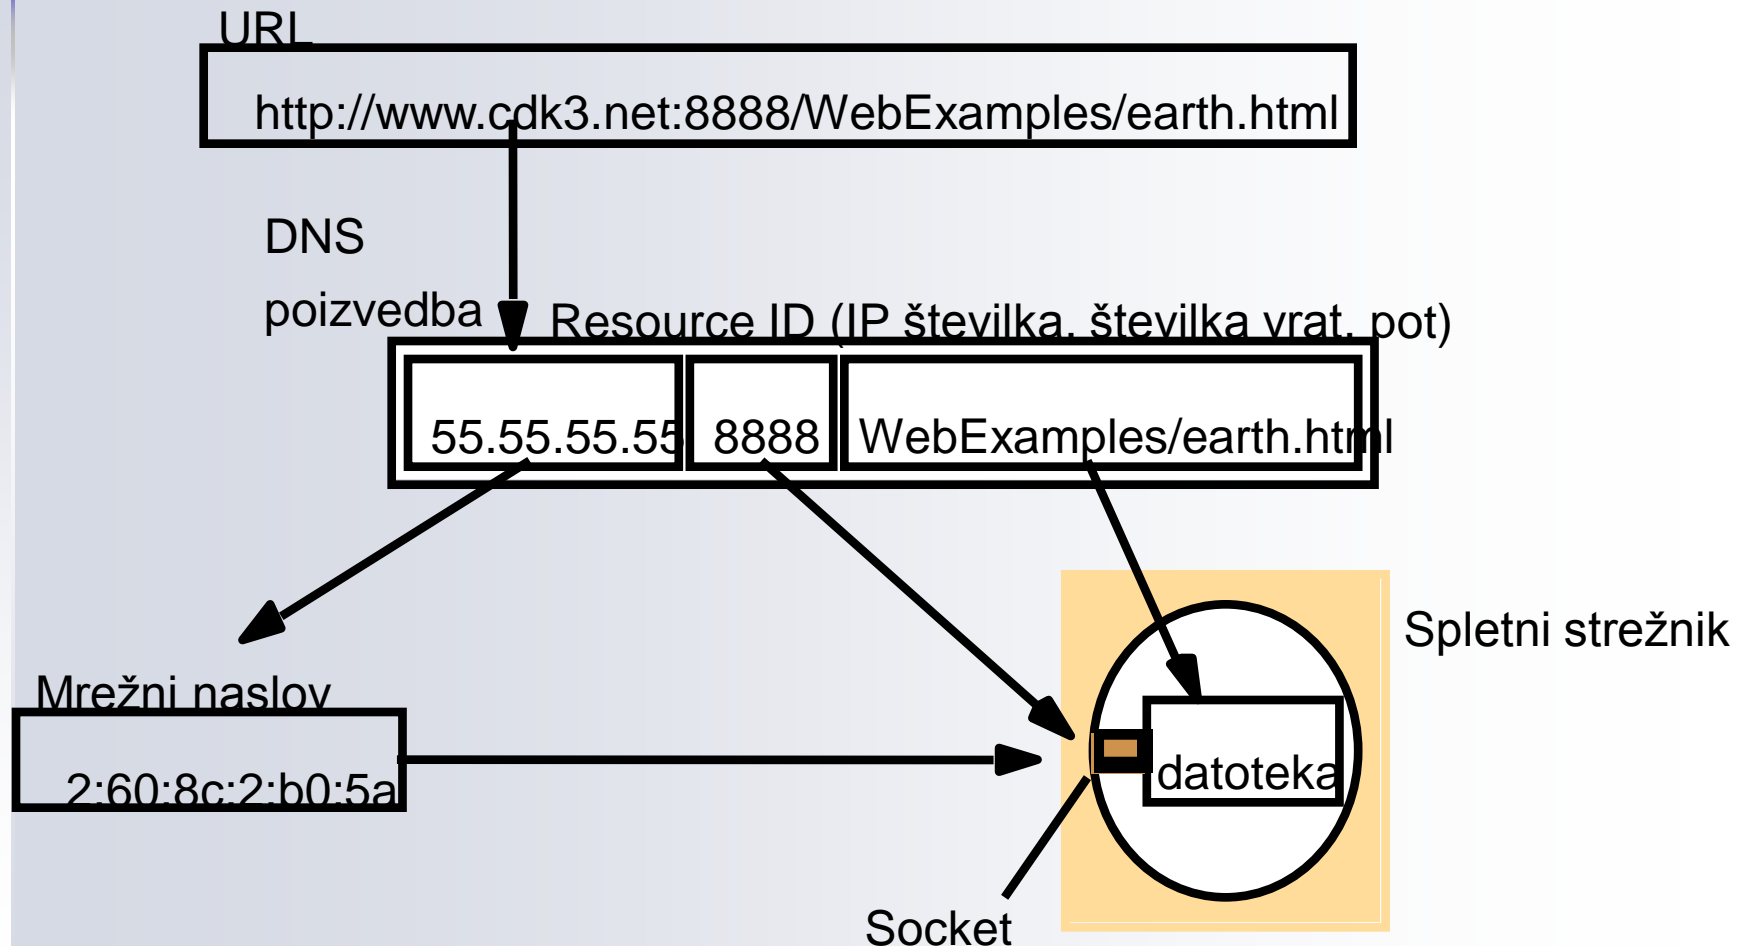 URL
http://www.cdk3.net:8888/WebExamples/earth.html
DNS
poizvedba
Resource ID (IP številka, številka vrat, pot)
55.55.55.55
8888
WebExamples/earth.html
Spletni strežnik
Mrežni naslov
2:60:8c:2:b0:5a
datoteka
Socket